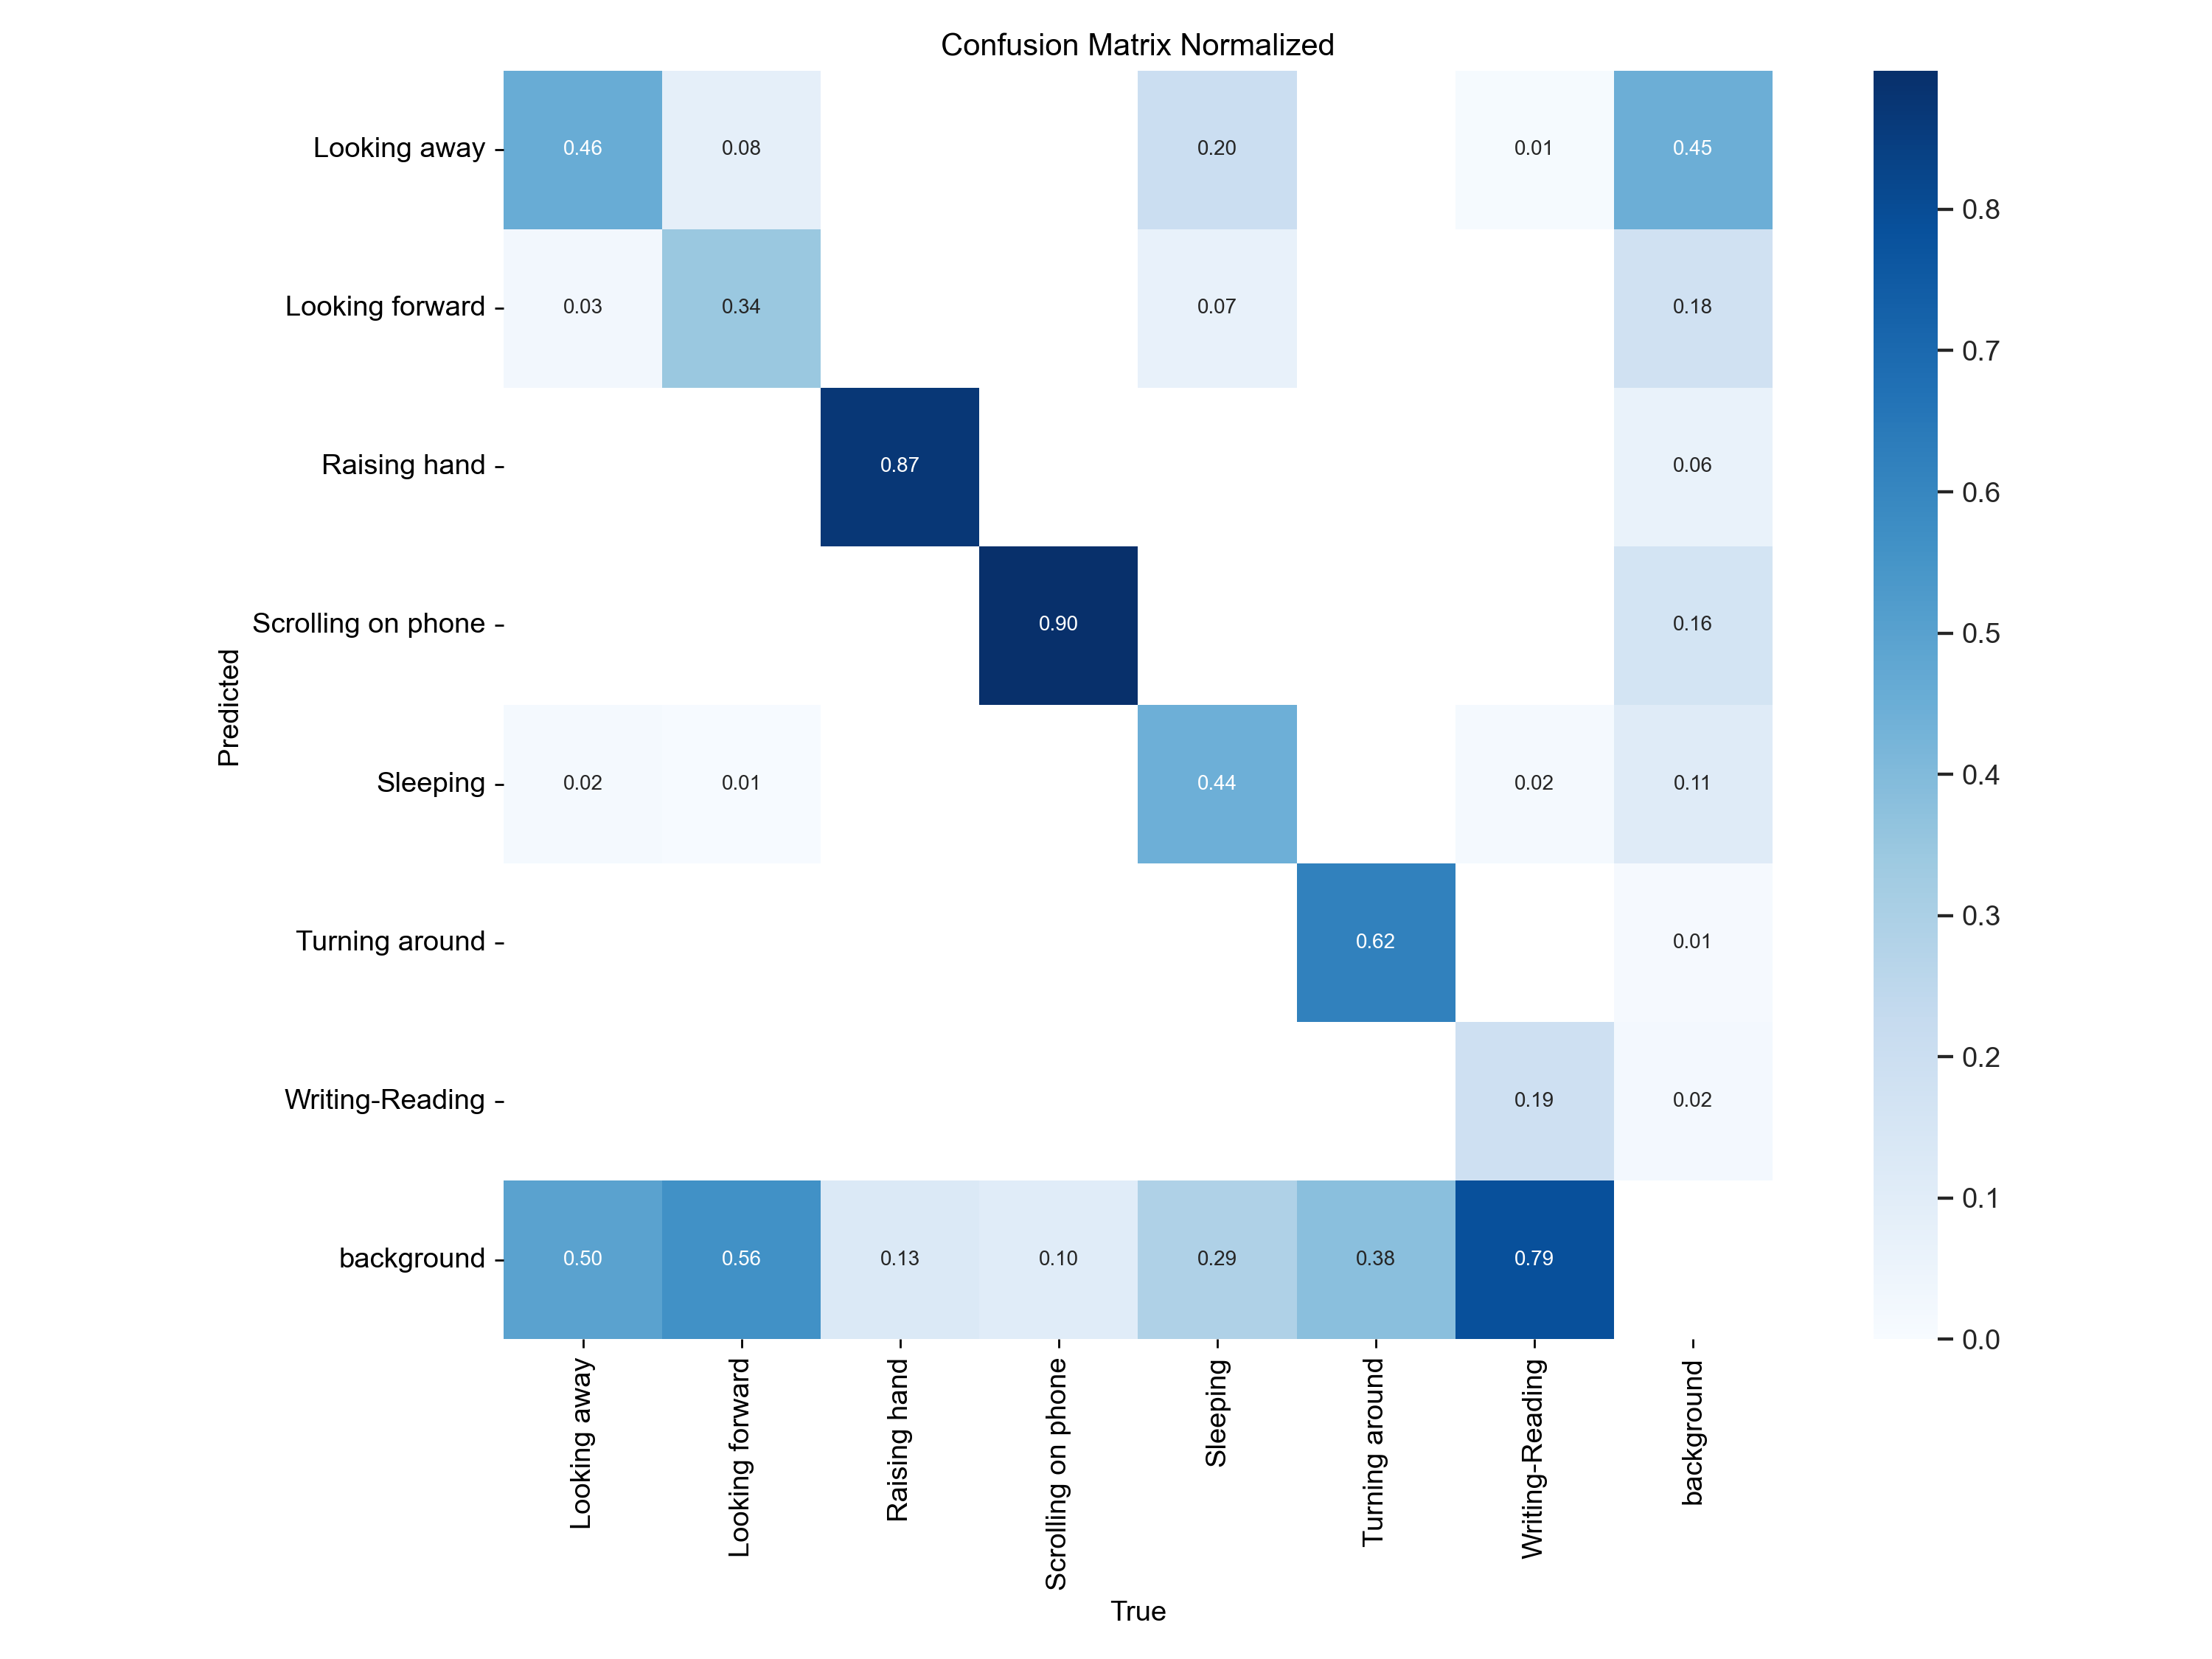 Confusion Matrix Normalized
Looking away 0.46 0.08 0.20 0.01 0.45
Looking forward 0.03 0.34 0.07 0.18
Raising hand 0.87 0.06
Scrolling on phone 0.90 0.16
Sleeping 0.02 0.01 0.44 0.02 0.11
Turning around 0.62 0.01
Writing-Reading 0.19 0.02
background 0.50 0.56 0.13 0.10 0.29 0.38 0.79
Predicted
Looking away
Looking forward
Raising hand
Scrolling on phone
Sleeping
Turning around
Writing-Reading
background
True
0.8
0.7
0.6
0.5
0.4
0.3
0.2
0.1
0.0